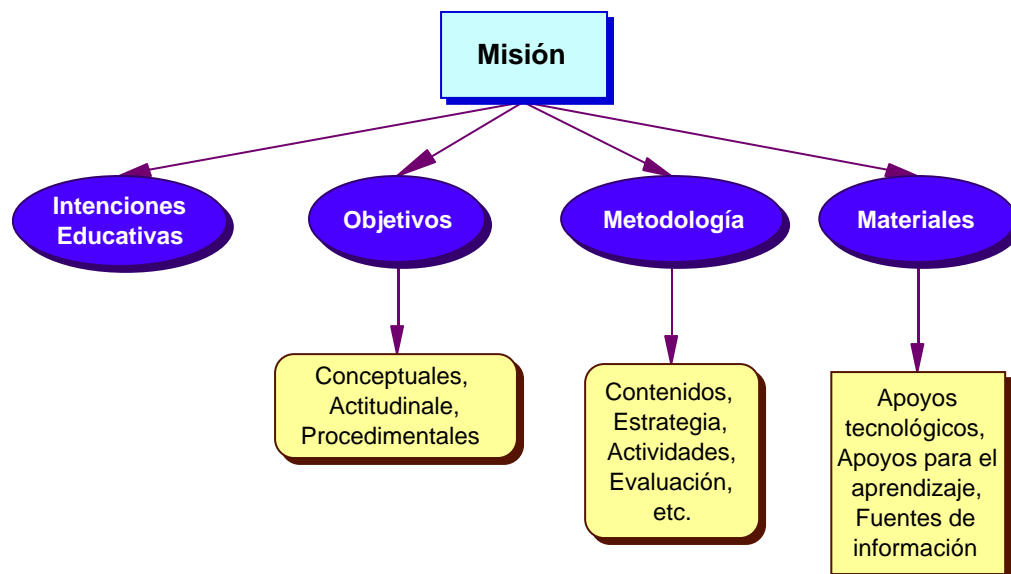 Misión
Intenciones
Educativas
Objetivos
Metodología
Materiales
Conceptuales,
Actitudinale,
Procedimentales
Contenidos,
Estrategia,
Actividades,
Evaluación,
etc.
Apoyos
tecnológicos,
Apoyos para el
aprendizaje,
Fuentes de
información